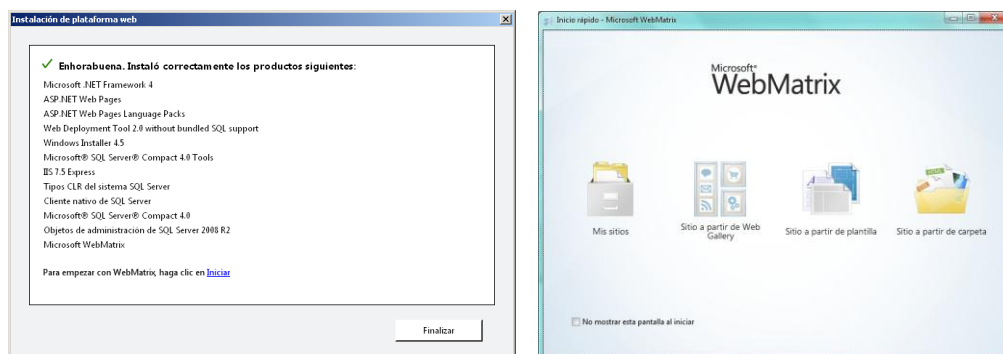 Instalación de plataforma web
Enhorabuena. Instaló correctamente los productos siguientes:
Microsoft .NET Framework 4
ASP.NET Web Pages
ASP.NET Web Pages Language Packs
Web Deployment Tool 2.0 without bundled SQL support
Windows Installer 4.5
Microsoft® SQL Server® Compact 4.0 Tools
IIS 7.5 Express
Tipos CLR del sistema SQL Server
Cliente nativo de SQL Server
Microsoft® SQL Server® Compact 4.0
Objetos de administración de SQL Server 2008 R2
Microsoft WebMatrix
Para empezar con WebMatrix, haga clic en Iniciar
Finalizar
Inicio rápido - Microsoft WebMatrix
Microsoft®
WebMatrix
Mis sitios
Sitio a partir de Web
Gallery
Sitio a partir de plantilla
Sitio a partir de carpeta
HTML
No mostrar esta pantalla al iniciar